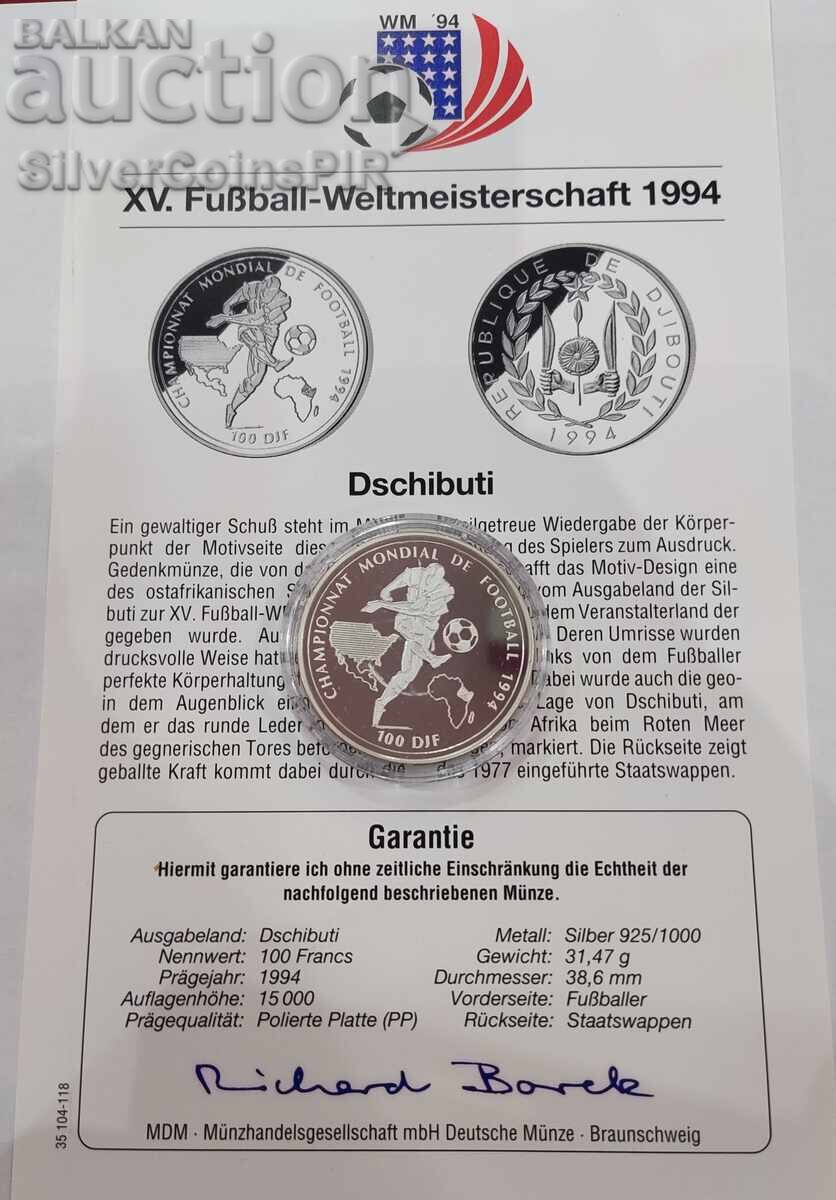 WM '94
BALKAN
auction
SilverCoinsPIR
XV. Fußball-Weltmeisterschaft 1994
CHAMPIONNAT MONDIAL DE FOOTBALL 1994
100 DJF
REPUBLIQUE DE DJIBOUTI
1994
Dschibuti
Ein gewaltiger Schuß steht im
punkt der Motivseite dies
Gedenkmünze, die von d
des ostafrikanischen S
buti zur XV. Fußball-W
gegeben wurde. Au
drucksvolle Weise hat
perfekte Körperhaltung
in dem Augenblick ein
dem er das runde Leder
des gegnerischen Tores
geballte Kraft kommt dabei durch die
ilgetreue Wiedergabe der Körper-
des Spielers zum Ausdruck.
afft das Motiv-Design eine
vom Ausgabeland der Sil-
dem Veranstalterland der
Deren Umrisse wurden
nks von dem Fußballer
Dabei wurde auch die geo-
Lage von Dschibuti, am
Afrika beim Roten Meer
markiert. Die Rückseite zeigt
1977 eingeführte Staatswappen.
CHAMPIONNAT MONDIAL DE FOOTBALL 1994
100 DJF
Garantie
Hiermit garantiere ich ohne zeitliche Einschränkung die Echtheit der
nachfolgend beschriebenen Münze.
Ausgabeland: Dschibuti
Nennwert: 100 Francs
Prägejahr: 1994
Auflagenhöhe: 15 000
Prägequalität: Polierte Platte (PP)
Metall: Silber 925/1000
Gewicht: 31,47 g
Durchmesser: 38,6 mm
Vorderseite: Fußballer
Rückseite: Staatswappen
Richard Borek
MDM · Münzhandelsgesellschaft mbH Deutsche Münze · Braunschweig
35 104-118